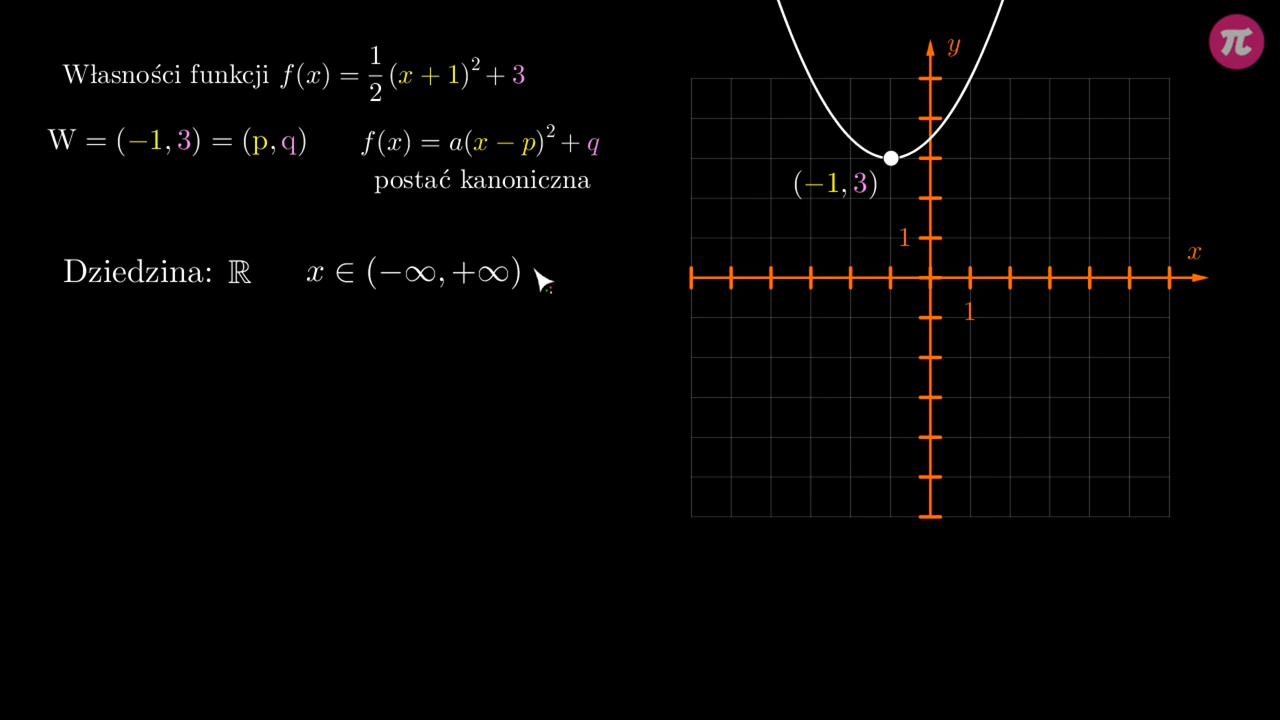 Własności funkcji f(x) = 1/2 (x + 1)² + 3
W = (−1, 3) = (p, q)
f(x) = a(x − p)² + q
postać kanoniczna
Dziedzina: ℝ x ∈ (−∞, +∞)
π
y
(−1, 3)
1
x
1